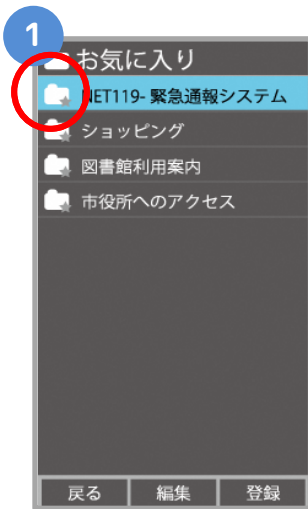 1
お気に入り
NET119- 緊急通報システム
ショッピング
図書館利用案内
市役所へのアクセス
戻る 編集 登録